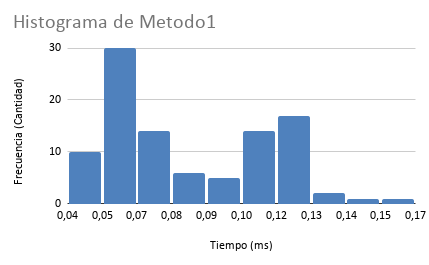 Histograma de Metodo1
30
20
10
0
Frecuencia (Cantidad)
0,04 0,05 0,07 0,08 0,09 0,10 0,12 0,13 0,14 0,15 0,17
Tiempo (ms)